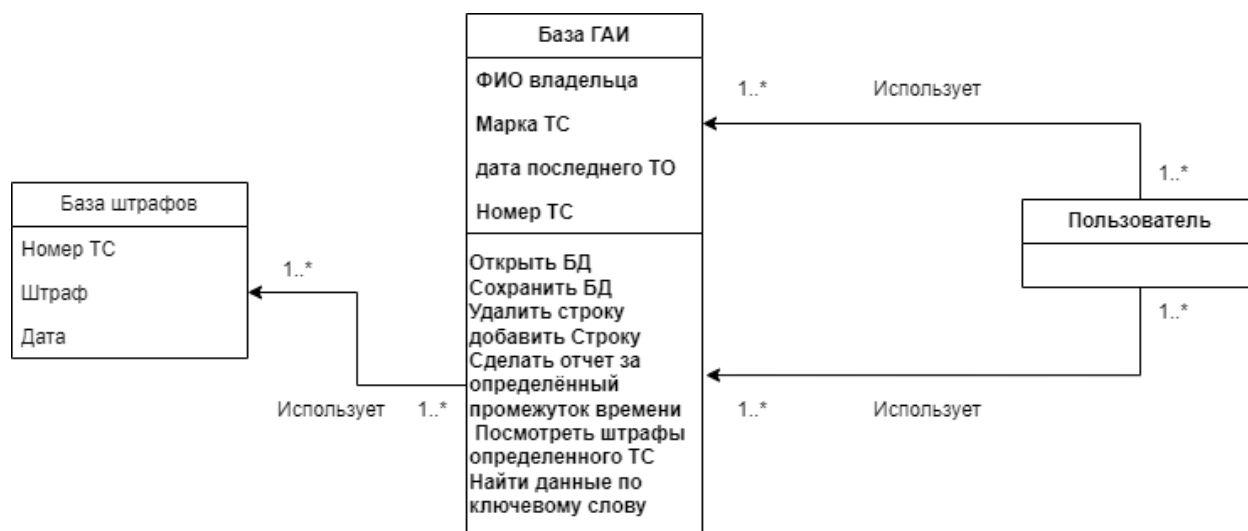 База ГАИ
ФИО владельца
Марка ТС
дата последнего ТО
Номер ТС
Открыть БД
Сохранить БД
Удалить строку
добавить Строку
Сделать отчет за
определённый
промежуток времени
Посмотреть штрафы
определенного ТС
Найти данные по
ключевому слову
База штрафов
Номер ТС
Штраф
Дата
1..*
Использует 1..*
1..* Использует
1..*
Пользователь
1..*
1..* Использует